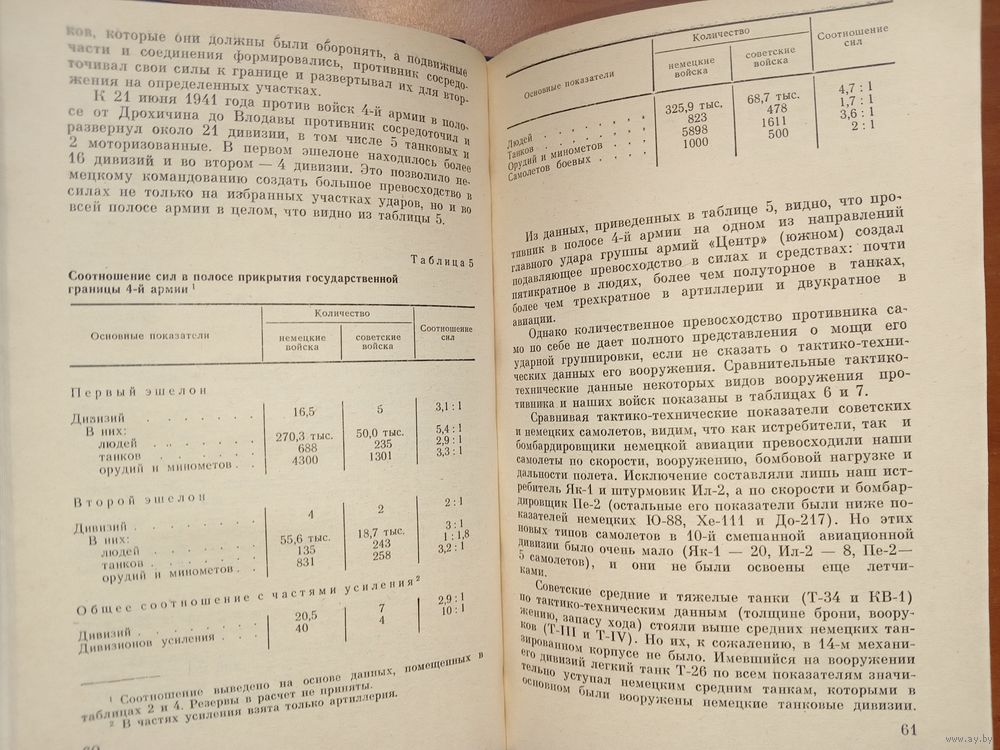 ков, которые они должны были оборонять, а подвижные
части и соединения формировались, противник сосредо-
точивал свои силы к границе и развертывал их для втор-
жения на определенных участках.
К 21 июня 1941 года против войск 4-й армии в поло-
се от Дрохичина до Влодавы противник сосредоточил и
развернул около 21 дивизии, в том числе 5 танковых и
2 моторизованные. В первом эшелоне находилось более
16 дивизий и во втором — 4 дивизии. Это позволило не-
мецкому командованию создать большое превосходство в
силах не только на избранных участках ударов, но и во
всей полосе армии в целом, что видно из таблицы 5.
Таблица 5
Соотношение сил в полосе прикрытия государственной
границы 4-й армии ¹
Основные показатели
Количество
немецкие войска
советские войска
Соотношение сил
Первый эшелон
Дивизий . . . . . . 16,5 5 3,1 : 1
В них:
людей . . . . . . 270,3 тыс. 50,0 тыс. 5,4 : 1
танков . . . . . . 688 235 2,9 : 1
орудий и минометов . . 4300 1301 3,3 : 1
Второй эшелон
Дивизий . . . . . . 4 2 2 : 1
В них:
людей . . . . . . 55,6 тыс. 18,7 тыс. 3 : 1
танков . . . . . . 135 243 1 : 1,8
орудий и минометов . . 831 258 3,2 : 1
Общее соотношение с частями усиления ²
Дивизий . . . . . . 20,5 7 2,9 : 1
Дивизионов усиления . . . 40 4 10 : 1
¹ Соотношение выведено на основе данных, помещенных в
таблицах 2 и 4. Резервы в расчет не приняты.
² В частях усиления взята только артиллерия.
60
Основные показатели
Количество
немецкие войска
советские войска
Соотношение сил
Людей . . . . . . 325,9 тыс. 68,7 тыс. 4,7 : 1
Танков . . . . . . 823 478 1,7 : 1
Орудий и минометов . . . 5898 1611 3,6 : 1
Самолетов боевых . . . . 1000 500 2 : 1
Из данных, приведенных в таблице 5, видно, что про-
тивник в полосе 4-й армии на одном из направлений
главного удара группы армий «Центр» (южном) создал
подавляющее превосходство в силах и средствах: почти
пятикратное в людях, более чем полуторное в танках,
более чем трехкратное в артиллерии и двукратное в
авиации.
Однако количественное превосходство противника са-
мо по себе не дает полного представления о мощи его
ударной группировки, если не сказать о тактико-техни-
ческих данных его вооружения. Сравнительные тактико-
технические данные некоторых видов вооружения про-
тивника и наших войск показаны в таблицах 6 и 7.
Сравнивая тактико-технические показатели советских
и немецких самолетов, видим, что как истребители, так и
бомбардировщики немецкой авиации превосходили наши
самолеты по скорости, вооружению, бомбовой нагрузке и
дальности полета. Исключение составляли лишь наш ист-
ребитель Як-1 и штурмовик Ил-2, а по скорости и бомбар-
дировщик Пе-2 (остальные его показатели были ниже по-
казателей немецких Ю-88, Хе-111 и До-217). Но этих
новых типов самолетов в 10-й смешанной авиационной
дивизии было очень мало (Як-1 — 20, Ил-2 — 8, Пе-2—
5 самолетов), и они не были освоены еще летчи-
ками.
Советские средние и тяжелые танки (Т-34 и КВ-1)
по тактико-техническим данным (толщине брони, воору-
жению, запасу хода) стояли выше средних немецких тан-
ков (Т-III и Т-IV). Но их, к сожалению, в 14-м механи-
зированном корпусе не было. Имевшийся на вооружении
его дивизий легкий танк Т-26 по всем показателям значи-
тельно уступал немецким средним танкам, которыми в
основном были вооружены немецкие танковые дивизии.
61
www.ay.by